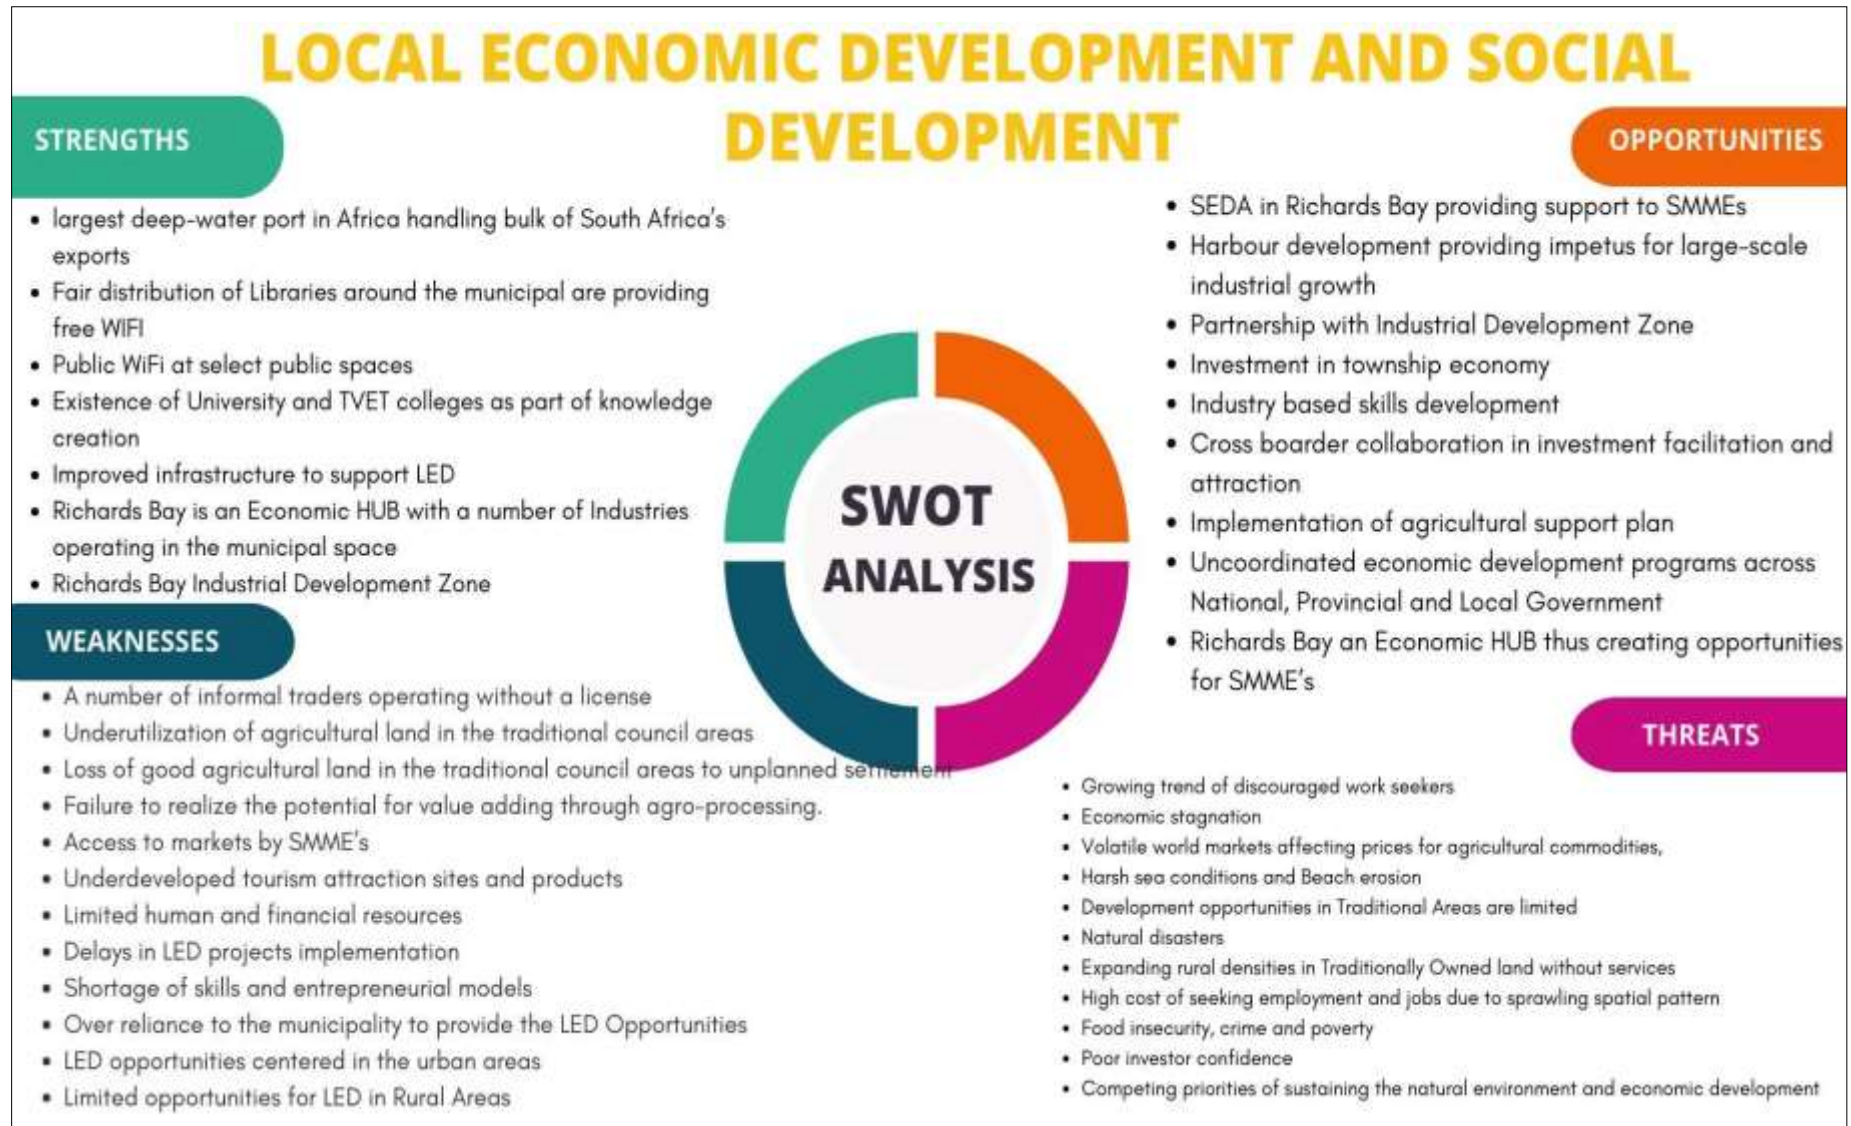 LOCAL ECONOMIC DEVELOPMENT AND SOCIAL
DEVELOPMENT
STRENGTHS
• largest deep-water port in Africa handling bulk of South Africa's
exports
• Fair distribution of Libraries around the municipal are providing
free WIFI
• Public WiFi at select public spaces
• Existence of University and TVET colleges as part of knowledge
creation
• Improved infrastructure to support LED
• Richards Bay is an Economic HUB with a number of Industries
operating in the municipal space
• Richards Bay Industrial Development Zone
WEAKNESSES
• A number of informal traders operating without a license
• Underutilization of agricultural land in the traditional council areas
• Loss of good agricultural land in the traditional council areas to unplanned settlement
• Failure to realize the potential for value adding through agro-processing.
• Access to markets by SMME's
• Underdeveloped tourism attraction sites and products
• Limited human and financial resources
• Delays in LED projects implementation
• Shortage of skills and entrepreneurial models
• Over reliance to the municipality to provide the LED Opportunities
• LED opportunities centered in the urban areas
• Limited opportunities for LED in Rural Areas
SWOT
ANALYSIS
OPPORTUNITIES
• SEDA in Richards Bay providing support to SMMEs
• Harbour development providing impetus for large-scale
industrial growth
• Partnership with Industrial Development Zone
• Investment in township economy
• Industry based skills development
• Cross boarder collaboration in investment facilitation and
attraction
• Implementation of agricultural support plan
• Uncoordinated economic development programs across
National, Provincial and Local Government
• Richards Bay an Economic HUB thus creating opportunities
for SMME's
THREATS
• Growing trend of discouraged work seekers
• Economic stagnation
• Volatile world markets affecting prices for agricultural commodities,
• Harsh sea conditions and Beach erosion
• Development opportunities in Traditional Areas are limited
• Natural disasters
• Expanding rural densities in Traditionally Owned land without services
• High cost of seeking employment and jobs due to sprawling spatial pattern
• Food insecurity, crime and poverty
• Poor investor confidence
• Competing priorities of sustaining the natural environment and economic development